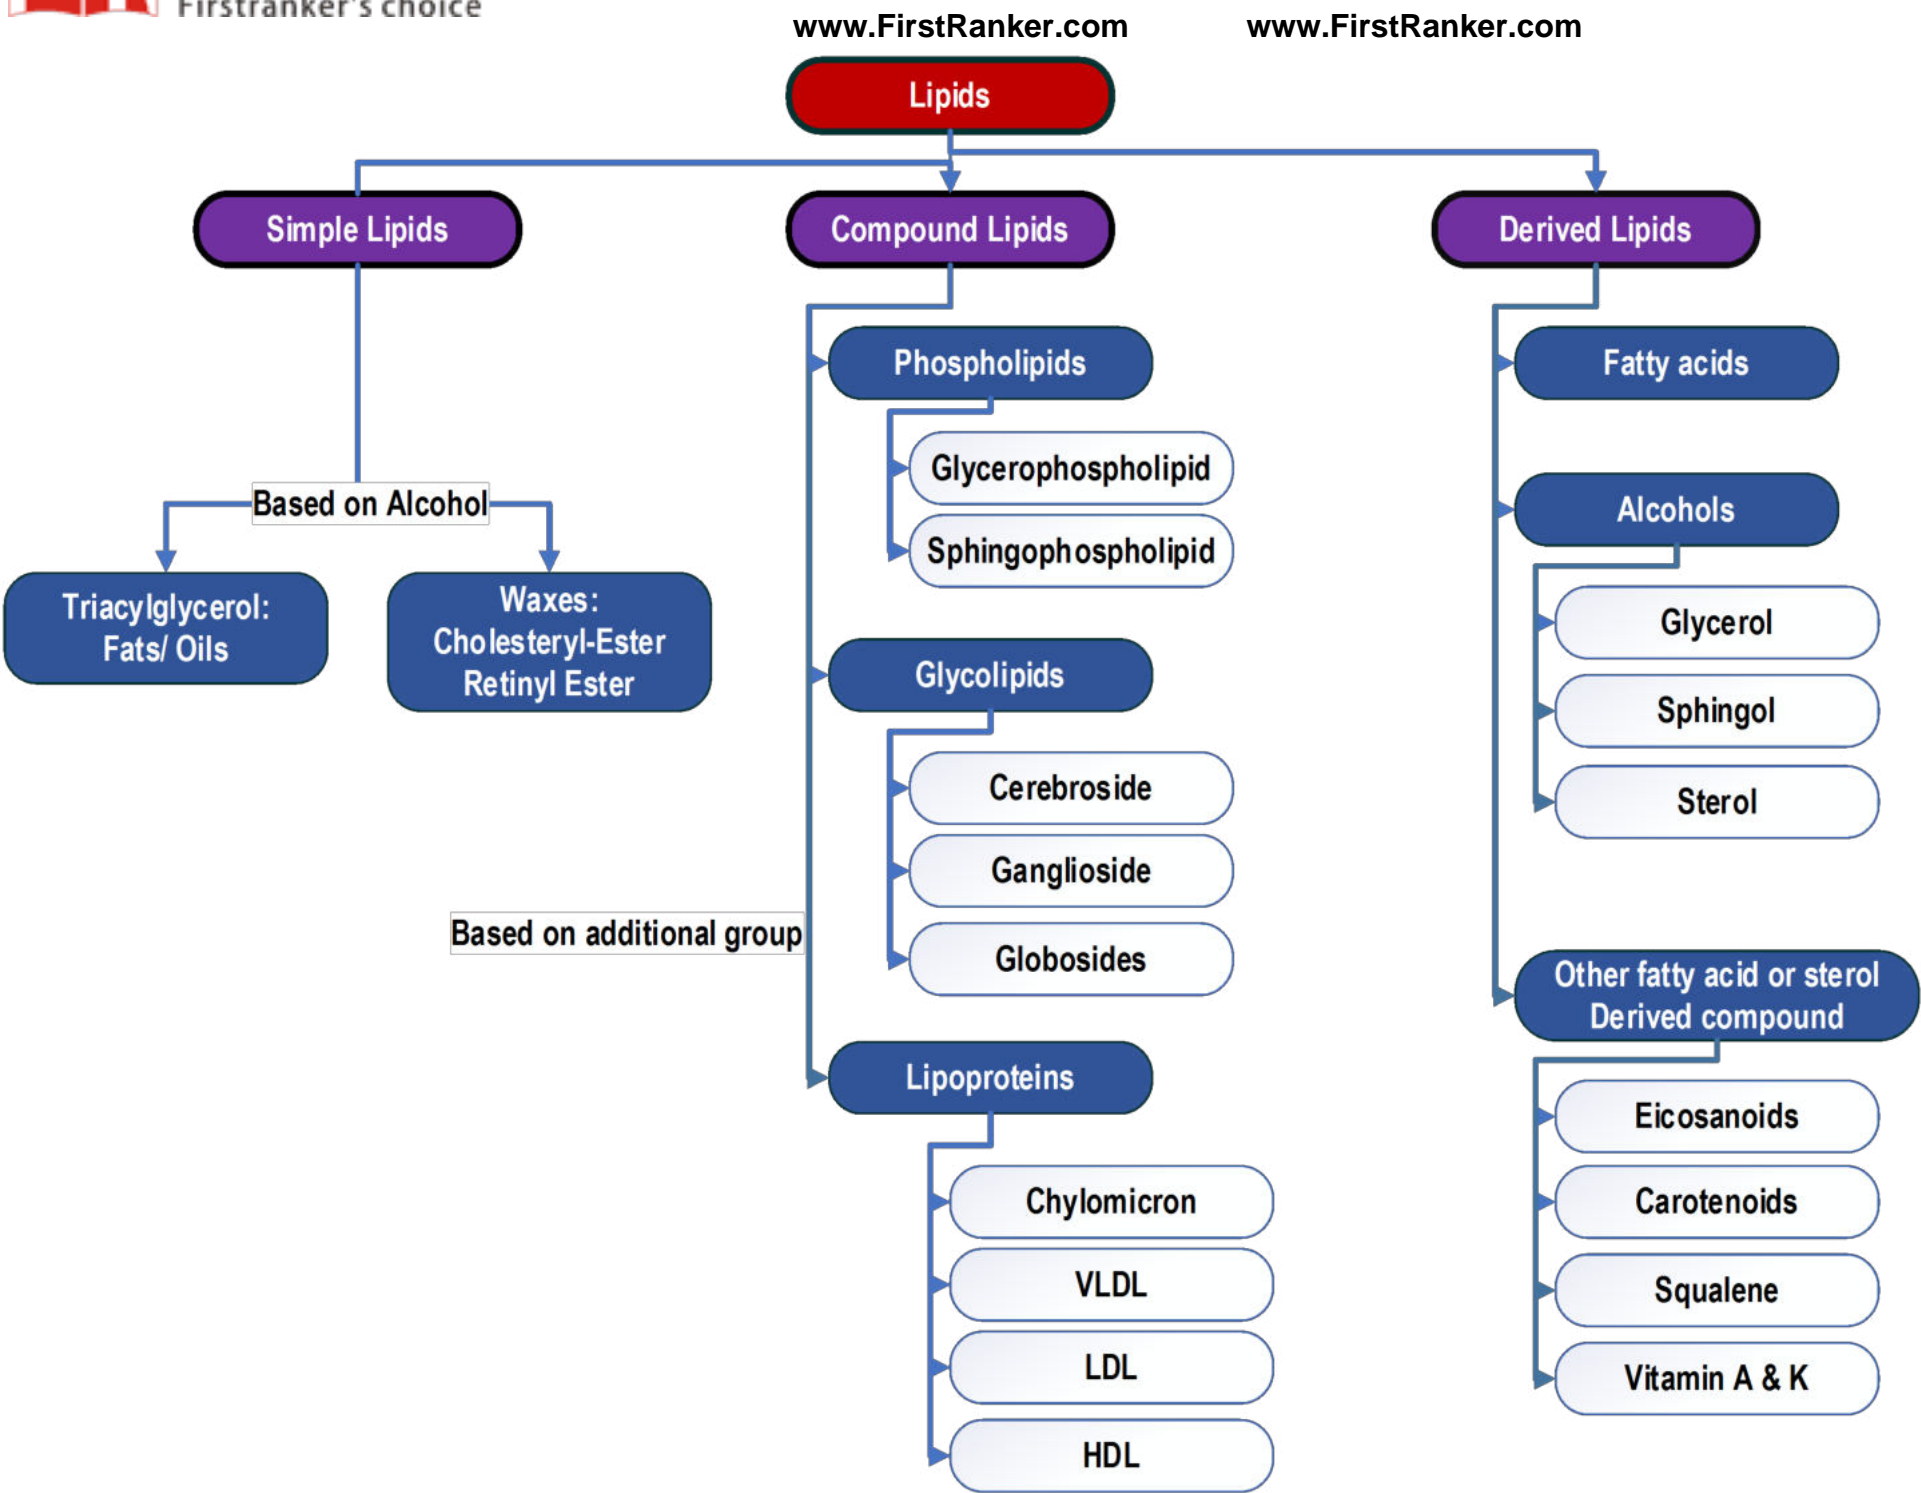 Firstranker's choice
www.FirstRanker.com
www.FirstRanker.com
Lipids
Simple Lipids
Compound Lipids
Derived Lipids
Based on Alcohol
Triacylglycerol:
Fats/ Oils
Waxes:
Cholesteryl-Ester
Retinyl Ester
Based on additional group
Phospholipids
Glycerophospholipid
Sphingophospholipid
Glycolipids
Cerebroside
Ganglioside
Globosides
Lipoproteins
Chylomicron
VLDL
LDL
HDL
Fatty acids
Alcohols
Glycerol
Sphingol
Sterol
Other fatty acid or sterol
Derived compound
Eicosanoids
Carotenoids
Squalene
Vitamin A & K